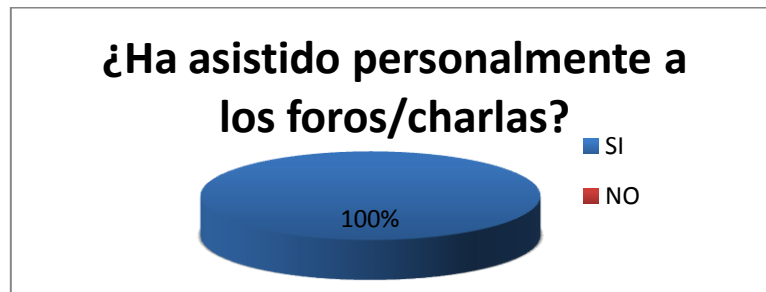 ¿Ha asistido personalmente a
los foros/charlas?
SI
NO
100%